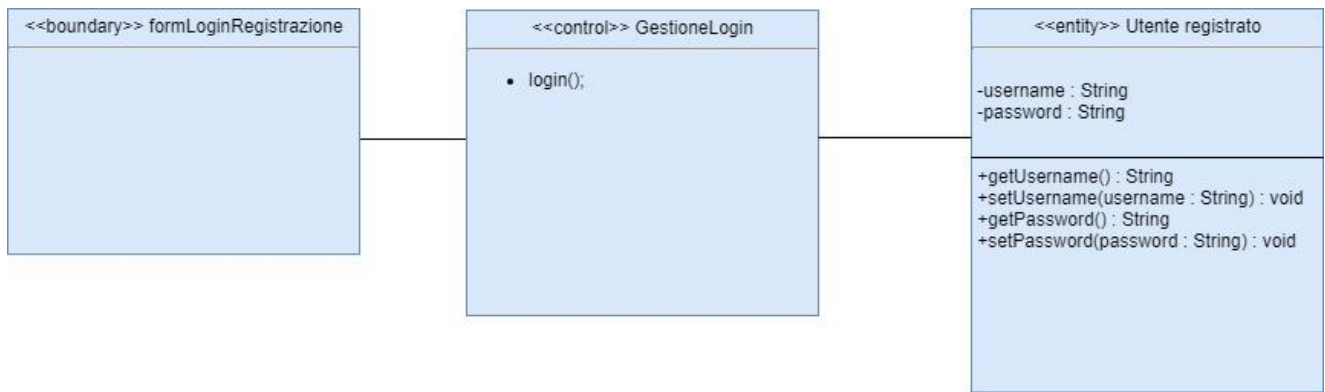 <<boundary>> formLoginRegistrazione
<<control>> GestioneLogin
• login();
<<entity>> Utente registrato
-username : String
-password : String
+getUsername() : String
+setUsername(username : String) : void
+getPassword() : String
+setPassword(password : String) : void